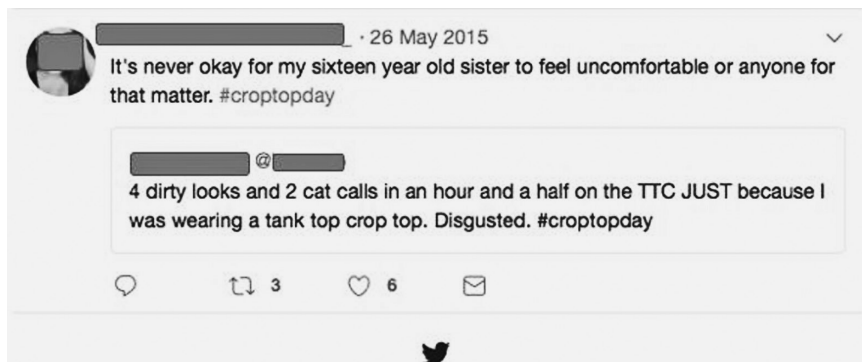 · 26 May 2015
It's never okay for my sixteen year old sister to feel uncomfortable or anyone for
that matter. #croptopday
@
4 dirty looks and 2 cat calls in an hour and a half on the TTC JUST because I
was wearing a tank top crop top. Disgusted. #croptopday
3 6